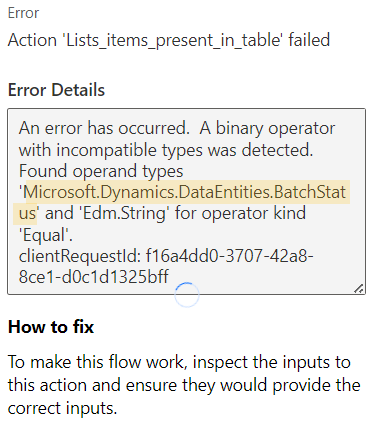 Error
Action 'Lists_items_present_in_table' failed
Error Details
An error has occurred.  A binary operator
with incompatible types was detected.
Found operand types
'Microsoft.Dynamics.DataEntities.BatchStat
us' and 'Edm.String' for operator kind
'Equal'.
clientRequestId: f16a4dd0-3707-42a8-
8ce1-d0c1d1325bff
How to fix
To make this flow work, inspect the inputs to
this action and ensure they would provide the
correct inputs.